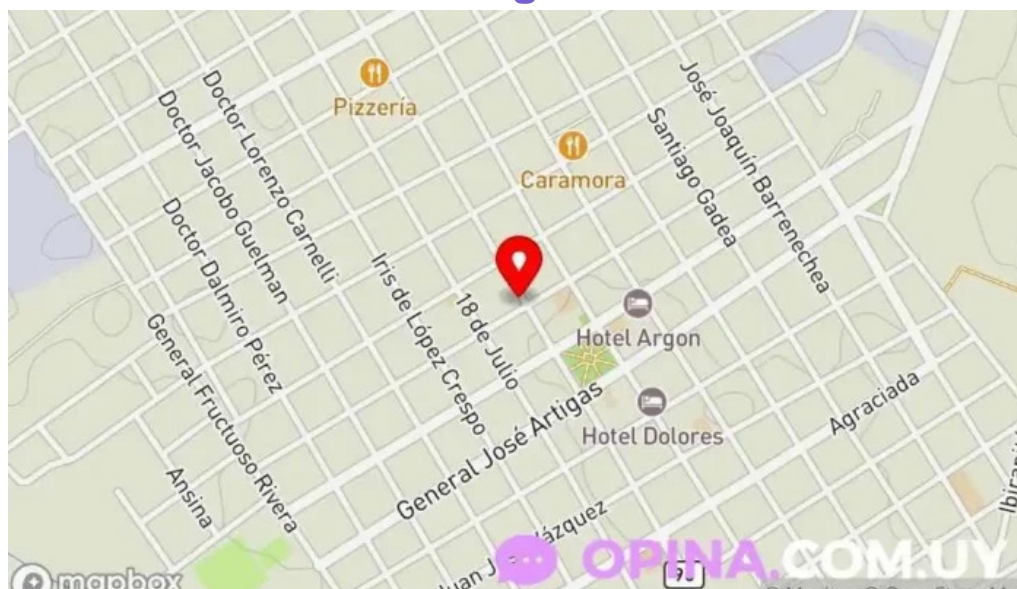 Pizzería
Caramora
José Joaquín Barrenechea
Santiago Gadea
Doctor Lorenzo Carnelli
Doctor Jacobo Guelman
Doctor Dalmiro Pérez
Iris de López Crespo
18 de Julio
Hotel Argon
Hotel Dolores
General José Artigas
Agraciada
General Fructuoso Rivera
Ansina
mapbox
OPINA.COM.UY